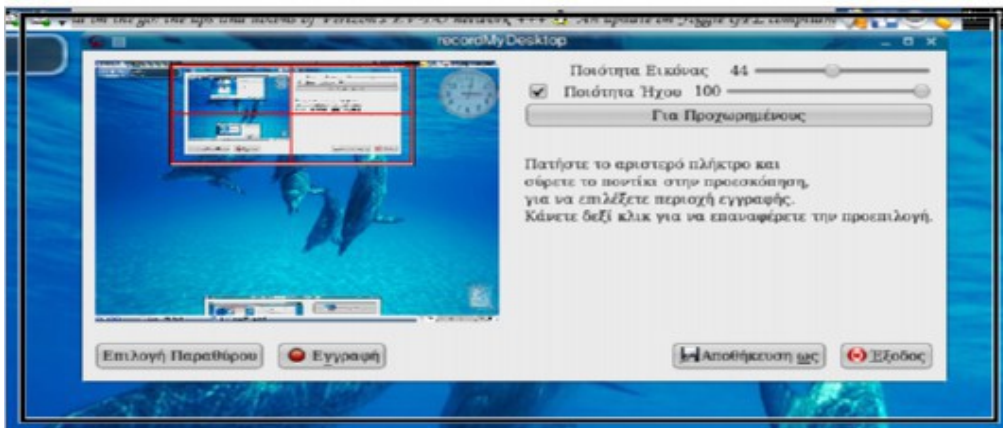 recordMyDesktop
Ποιότητα Εικόνας 44
Ποιότητα Ήχου 100
Για Προχωρημένους
Πατήστε το αριστερό πλήκτρο και
σύρετε το ποντίκι στην προεσκόπηση,
για να επιλέξετε περιοχή εγγραφής.
Κάνετε δεξί κλικ για να επαναφέρετε την προεπιλογή.
Επιλογή Παραθύρου Εγγραφή Αποθήκευση ως Έξοδος